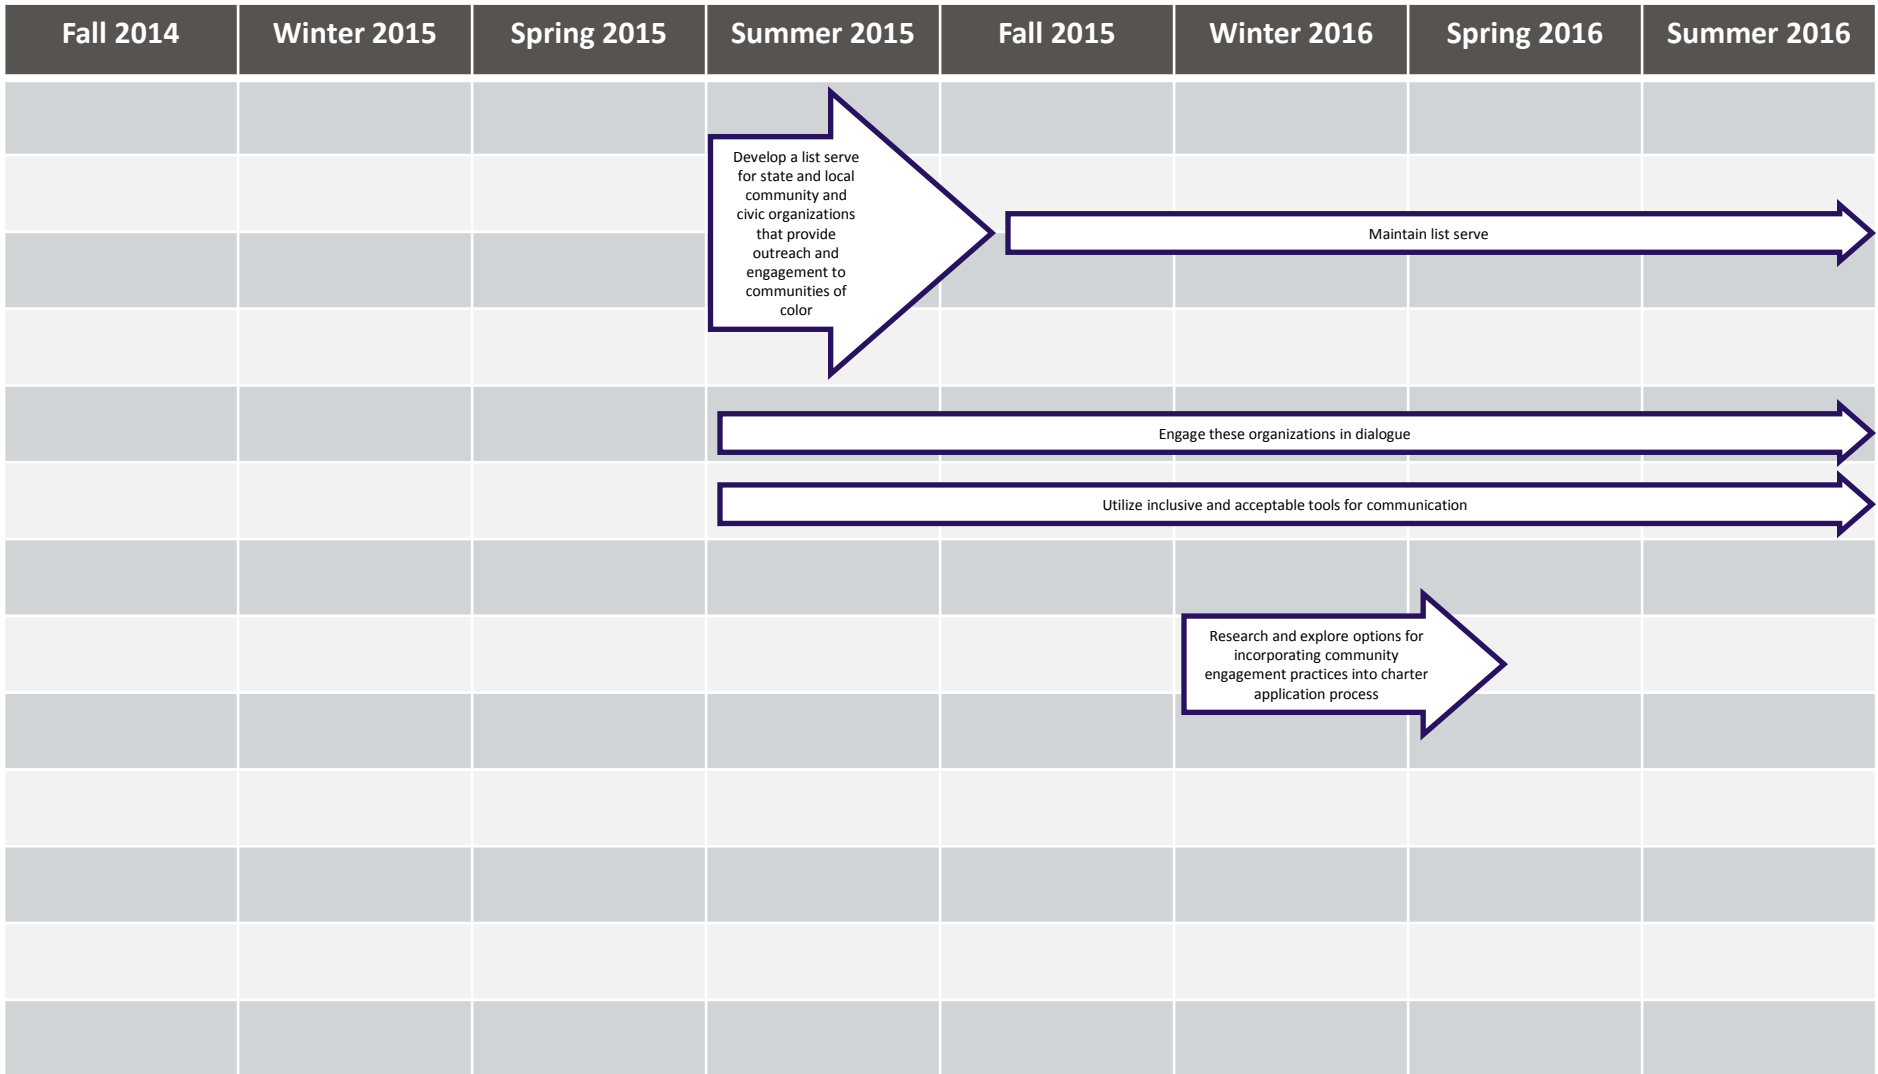 Fall 2014 Winter 2015 Spring 2015 Summer 2015 Fall 2015 Winter 2016 Spring 2016 Summer 2016
Develop a list serve
for state and local
community and
civic organizations
that provide
outreach and
engagement to
communities of
color
Maintain list serve
Engage these organizations in dialogue
Utilize inclusive and acceptable tools for communication
Research and explore options for
incorporating community
engagement practices into charter
application process